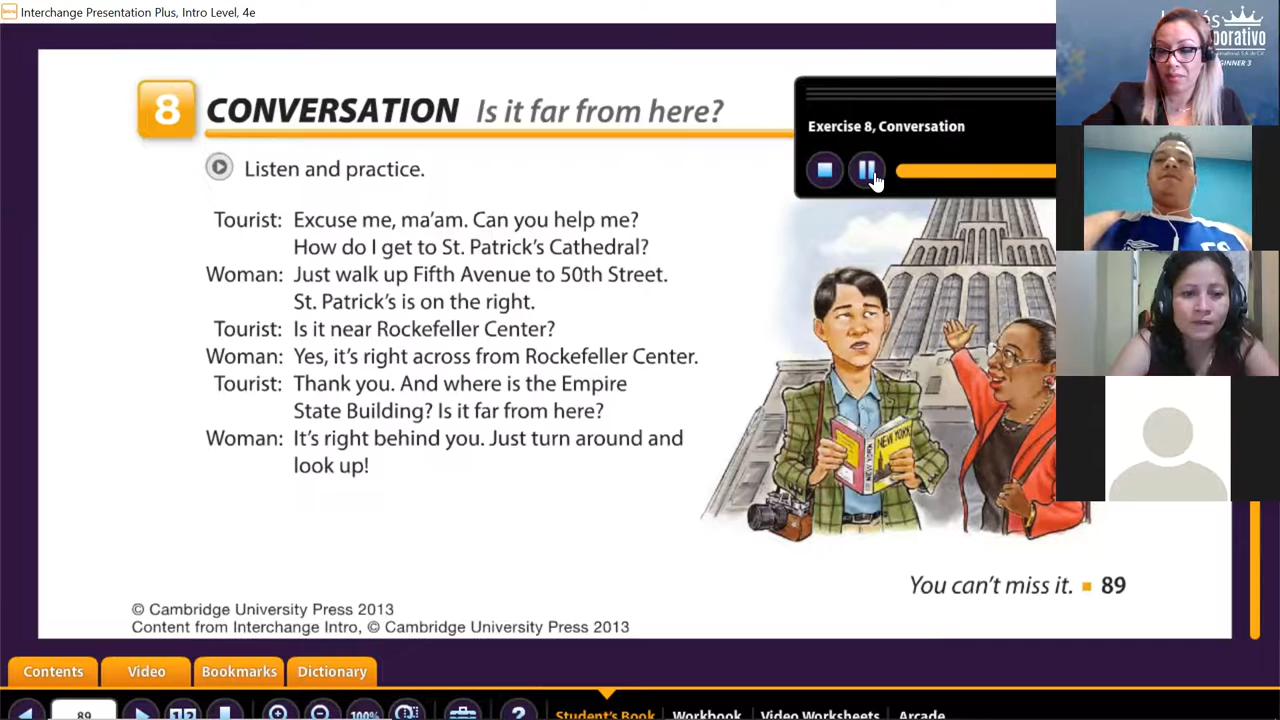 Interchange Presentation Plus, Intro Level, 4e
8 CONVERSATION Is it far from here?
Exercise 8, Conversation
Listen and practice.
Tourist: Excuse me, ma'am. Can you help me?
How do I get to St. Patrick's Cathedral?
Woman: Just walk up Fifth Avenue to 50th Street.
St. Patrick's is on the right.
Tourist: Is it near Rockefeller Center?
Woman: Yes, it's right across from Rockefeller Center.
Tourist: Thank you. And where is the Empire
State Building? Is it far from here?
Woman: It's right behind you. Just turn around and
look up!
NEW YORK
NEW YORK
You can't miss it. 89
© Cambridge University Press 2013
Content from Interchange Intro, © Cambridge University Press 2013
Contents Video Bookmarks Dictionary
89 100% ?
Student's Book Workbook Video Worksheets Arcade